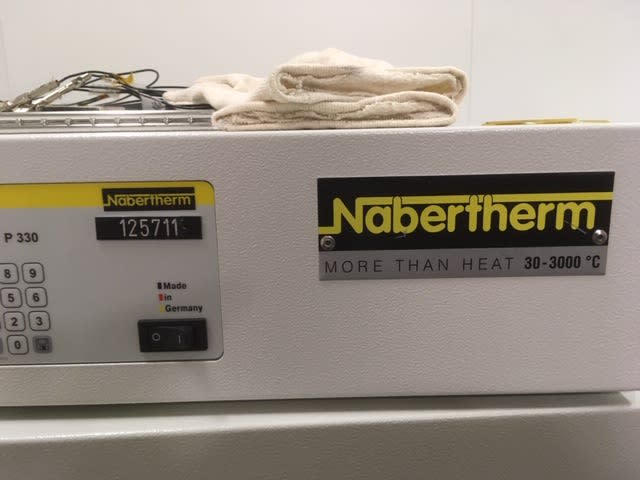 Nabertherm
125711
P 330
8 9
5 6
2 3
0
Made
in
Germany
O I
Nabertherm
MORE THAN HEAT 30-3000 °C